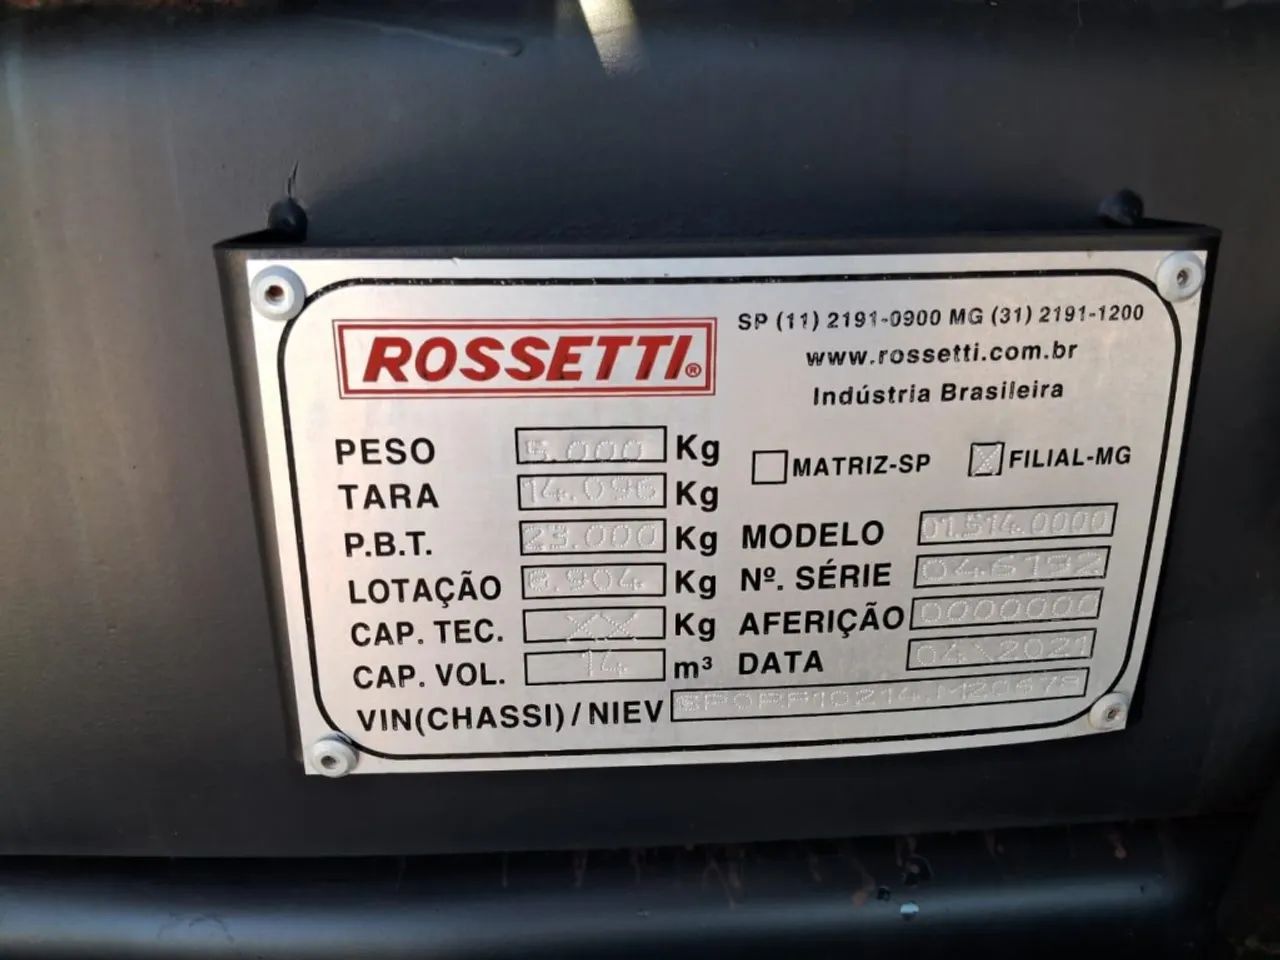 ROSSETTI®
SP (11) 2191-0900 MG (31) 2191-1200
www.rossetti.com.br
Indústria Brasileira
PESO 5.000 Kg
TARA 14.096 Kg
P.B.T. 23.000 Kg
LOTAÇÃO 8.904 Kg
CAP. TEC. XX Kg
CAP. VOL. 14 m³
MATRIZ-SP X FILIAL-MG
MODELO 01.514.0000
Nº. SÉRIE 046792
AFERIÇÃO 0000000
DATA 04\2021
VIN(CHASSI)/NIEV